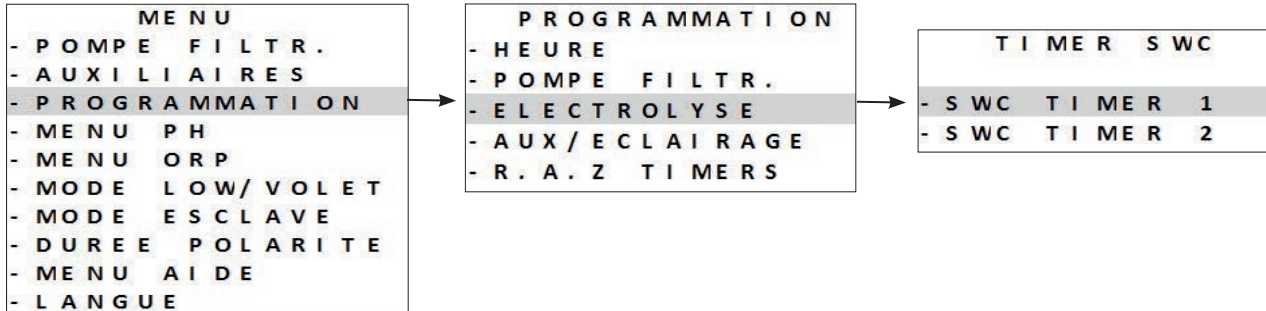 MENU
- POMPE FILTR.
- AUXILIAIRES
- PROGRAMMATION
- MENU PH
- MENU ORP
- MODE LOW/VOLET
- MODE ESCLAVE
- DUREE POLARITE
- MENU AIDE
- LANGUE
PROGRAMMATION
- HEURE
- POMPE FILTR.
- ELECTROLYSE
- AUX/ECLAIRAGE
- R.A.Z TIMERS
TIMER SWC
- SWC TIMER 1
- SWC TIMER 2